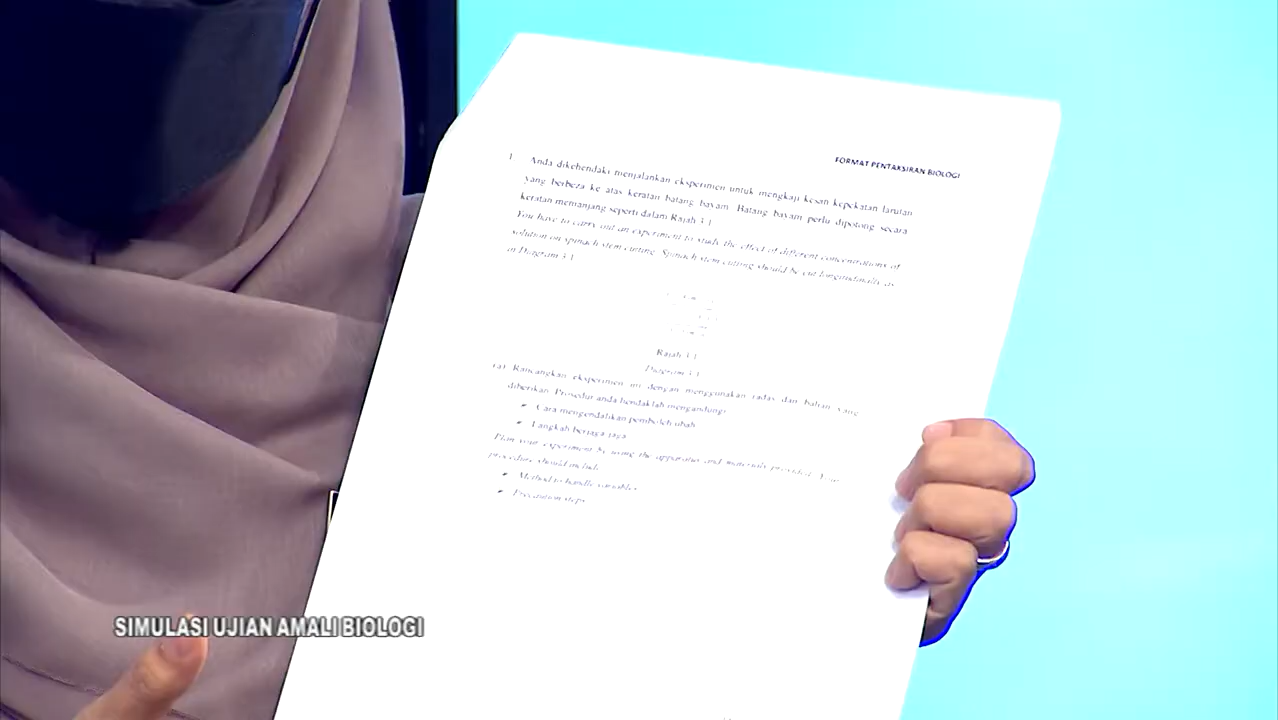 FORMAT PENTAKSIRAN BIOLOGI
1 Anda dikehendaki menjalankan eksperimen untuk mengkaji kesan kepekatan larutan
yang berbeza ke atas keratan batang bayam. Batang bayam perlu dipotong secara
keratan memanjang seperti dalam Rajah 3.1
You have to carry out an experiment to study the effect of different concentrations of
solution on spinach stem cutting. Spinach stem cutting should be cut longitudinally as
in Diagram 3.1
Rajah 3.1
Diagram 3.1
(a) Rancangkan eksperimen ini dengan menggunakan radas dan bahan yang
diberikan. Prosedur anda hendaklah mengandungi
Cara mengendalikan pemboleh ubah
Langkah berjaga-jaga
Plan your experiment by using the apparatus and materials provided.
procedure should include
Method to handle variables
Precaution steps
SIMULASI UJIAN AMALI BIOLOGI